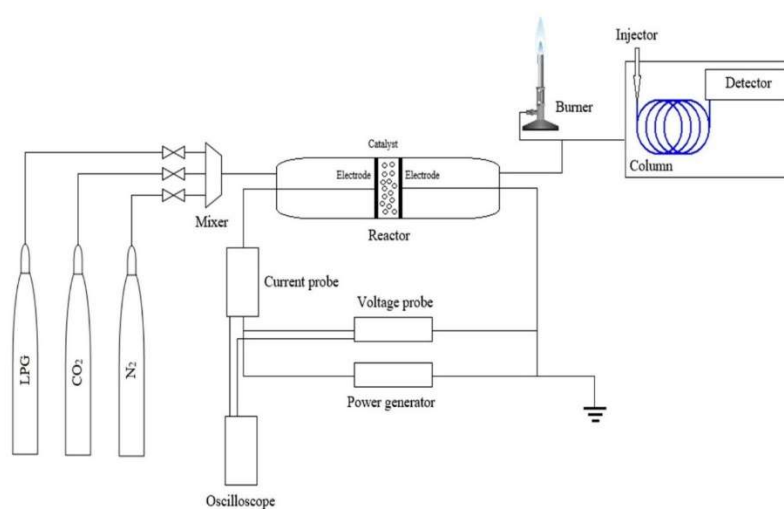 Injector
Detector
Burner
Column
Catalyst
Electrode
Electrode
Mixer
Reactor
Current probe
Voltage probe
LPG
CO₂
N₂
Power generator
Oscilloscope